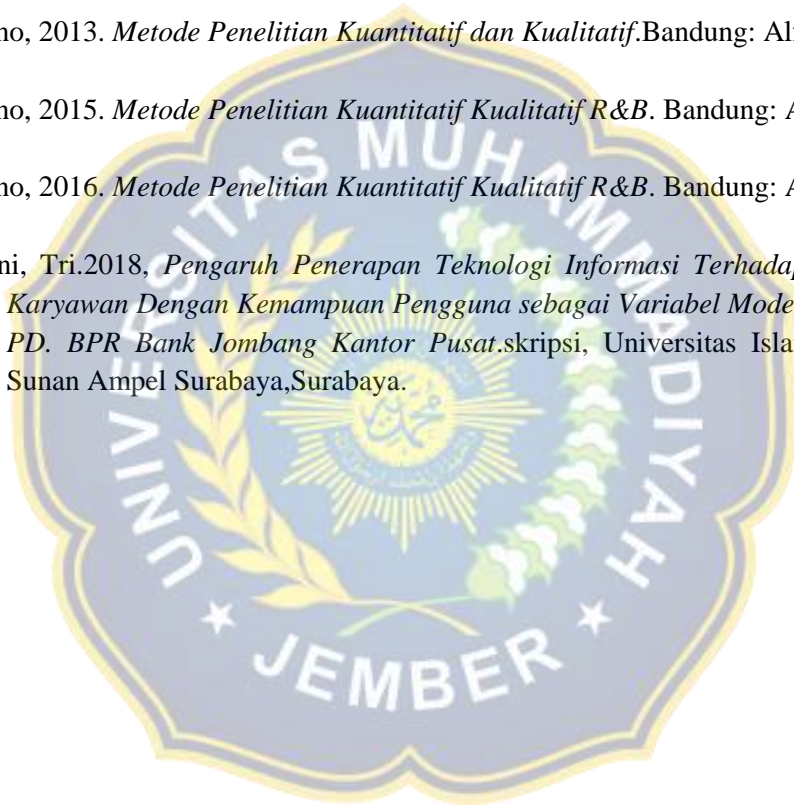 no, 2013. Metode Penelitian Kuantitatif dan Kualitatif.Bandung: Al
no, 2015. Metode Penelitian Kuantitatif Kualitatif R&B. Bandung: A
no, 2016. Metode Penelitian Kuantitatif Kualitatif R&B. Bandung: A
ni, Tri.2018, Pengaruh Penerapan Teknologi Informasi Terhadap
Karyawan Dengan Kemampuan Pengguna sebagai Variabel Mode
PD. BPR Bank Jombang Kantor Pusat.skripsi, Universitas Isla
Sunan Ampel Surabaya,Surabaya.
UNIVERSITAS MUHAMMADIYAH
JEMBER